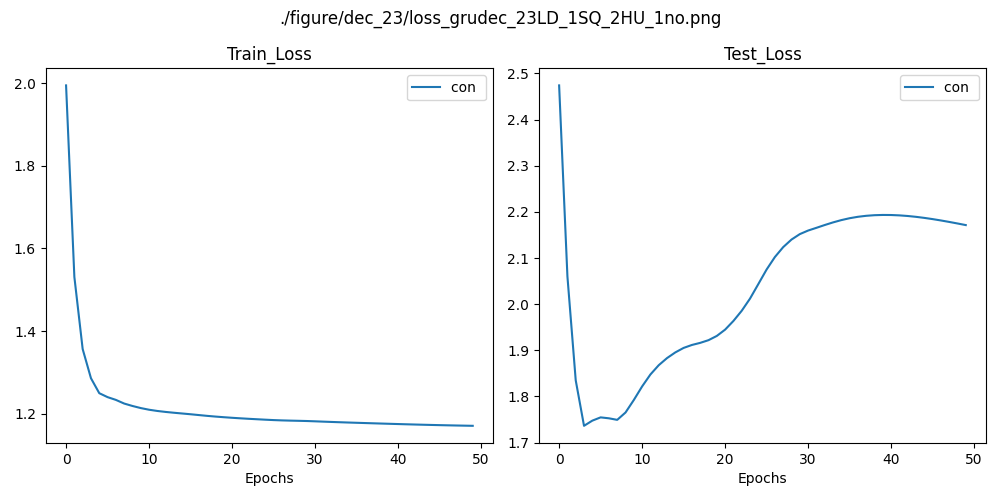 ./figure/dec_23/loss_grudec_23LD_1SQ_2HU_1no.png
Train_Loss
con
2.0
1.8
1.6
1.4
1.2
0 10 20 30 40 50
Epochs
Test_Loss
con
2.5
2.4
2.3
2.2
2.1
2.0
1.9
1.8
1.7
0 10 20 30 40 50
Epochs